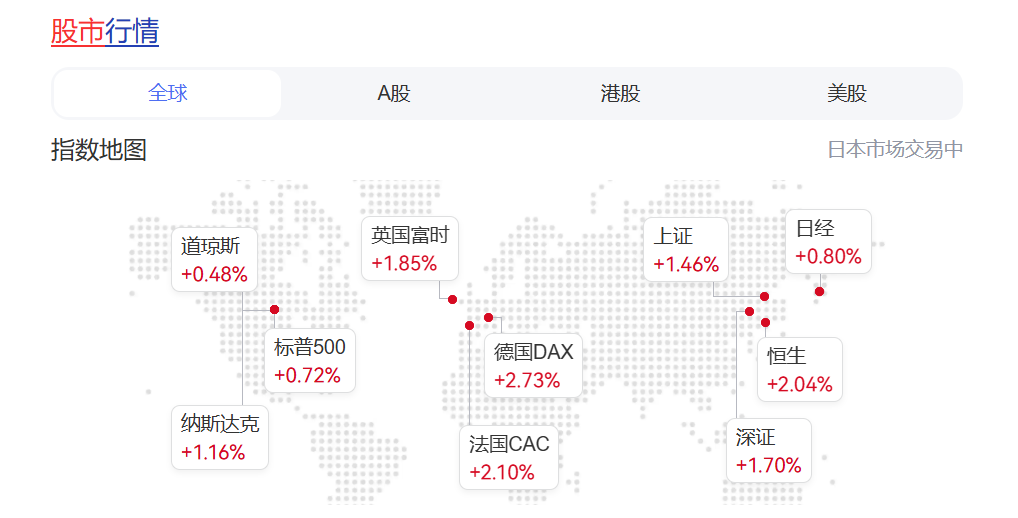 股市行情
全球
A股
港股
美股
指数地图
日本市场交易中
道琼斯
+0.48%
英国富时
+1.85%
上证
+1.46%
日经
+0.80%
标普500
+0.72%
德国DAX
+2.73%
恒生
+2.04%
纳斯达克
+1.16%
法国CAC
+2.10%
深证
+1.70%